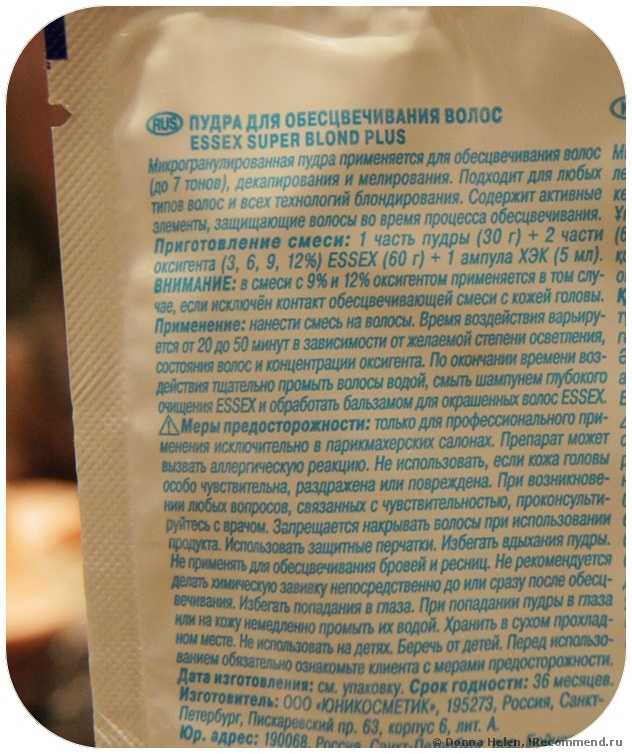 RUS ПУДРА ДЛЯ ОБЕСЦВЕЧИВАНИЯ ВОЛОС
ESSEX SUPER BLOND PLUS
Микрогранулированная пудра применяется для обесцвечивания волос
(до 7 тонов), декапирования и мелирования. Подходит для любых
типов волос и всех технологий блондирования. Содержит активные
элементы, защищающие волосы во время процесса обесцвечивания.
Приготовление смеси: 1 часть пудры (30 г) + 2 части
оксигента (3, 6, 9, 12%) ESSEX (60 г) + 1 ампула ХЭК (5 мл).
ВНИМАНИЕ: в смеси с 9% и 12% оксигентом применяется в том слу-
чае, если исключён контакт обесцвечивающей смеси с кожей головы.
Применение: нанести смесь на волосы. Время воздействия варьиру-
ется от 20 до 50 минут в зависимости от желаемой степени осветления,
состояния волос и концентрации оксигента. По окончании времени воз-
действия тщательно промыть волосы водой, смыть шампунем глубокого
очищения ESSEX и обработать бальзамом для окрашенных волос ESSEX.
Меры предосторожности: только для профессионального при-
менения исключительно в парикмахерских салонах. Препарат может
вызвать аллергическую реакцию. Не использовать, если кожа головы
особо чувствительна, раздражена или повреждена. При возникнове-
нии любых вопросов, связанных с чувствительностью, проконсульти-
руйтесь с врачом. Запрещается накрывать волосы при использовании
продукта. Использовать защитные перчатки. Избегать вдыхания пудры.
Не применять для обесцвечивания бровей и ресниц. Не рекомендуется
делать химическую завивку непосредственно до или сразу после обесц-
вечивания. Избегать попадания в глаза. При попадании пудры в глаза
или на кожу немедленно промыть их водой. Хранить в сухом прохлад-
ном месте. Не использовать на детях. Беречь от детей. Перед использо-
ванием обязательно ознакомьте клиента с мерами предосторожности.
Дата изготовления: см. упаковку. Срок годности: 36 месяцев.
Изготовитель: ООО «ЮНИКОСМЕТИК», 195273, Россия, Санкт-
Петербург, Пискаревский пр. 63, корпус 6, лит. А.
Юр. адрес: 190068, Россия, Санкт-
© Donna Helen, IRecommend.ru